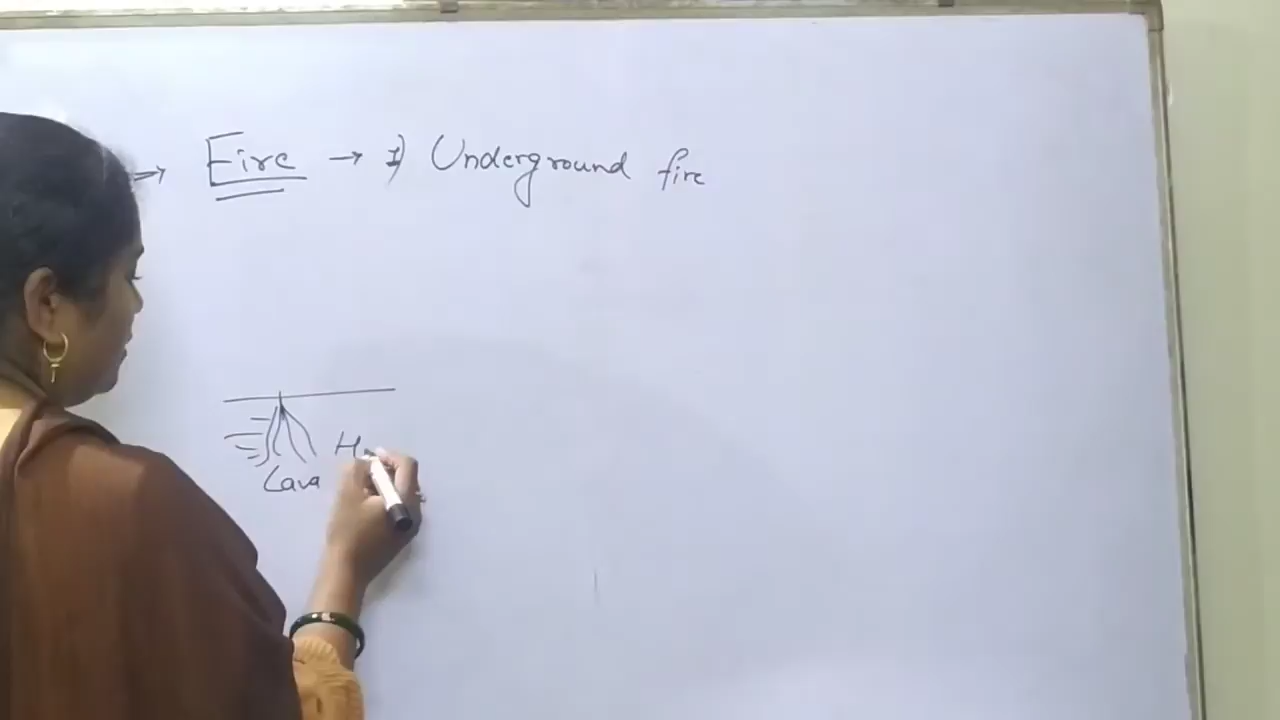 ⇒ Fire → 1) Underground fire
H
Lava